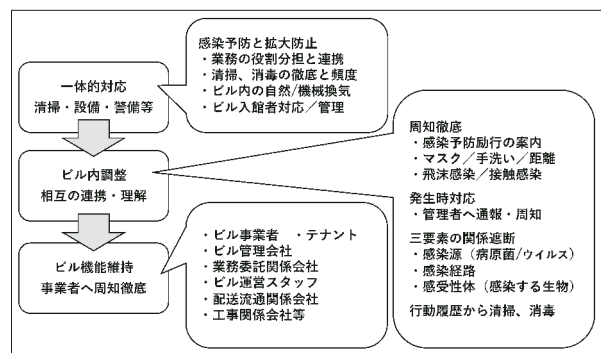 一体的対応
清掃・設備・警備等
感染予防と拡大防止
・業務の役割分担と連携
・清掃、消毒の徹底と頻度
・ビル内の自然/機械換気
・ビル入館者対応／管理
ビル内調整
相互の連携・理解
周知徹底
・感染予防励行の案内
・マスク／手洗い／距離
・飛沫感染／接触感染
発生時対応
・管理者へ通報・周知
三要素の関係遮断
・感染源（病原菌/ウイルス）
・感染経路
・感受性体（感染する生物）
行動履歴から清掃、消毒
ビル機能維持
事業者へ周知徹底
・ビル事業者　・テナント
・ビル管理会社
・業務委託関係会社
・ビル運営スタッフ
・配送流通関係会社
・工事関係会社等